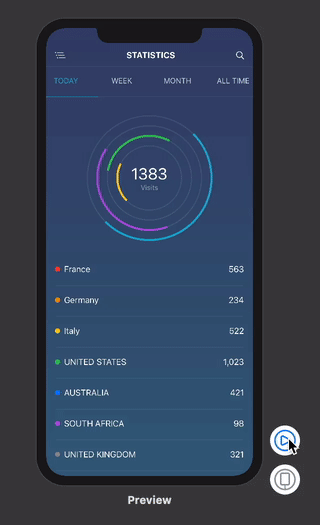 STATISTICS
TODAY WEEK MONTH ALL TIME
1383
Visits
France 563
Germany 234
Italy 522
UNITED STATES 1,023
AUSTRALIA 421
SOUTH AFRICA 98
UNITED KINGDOM 321
Preview